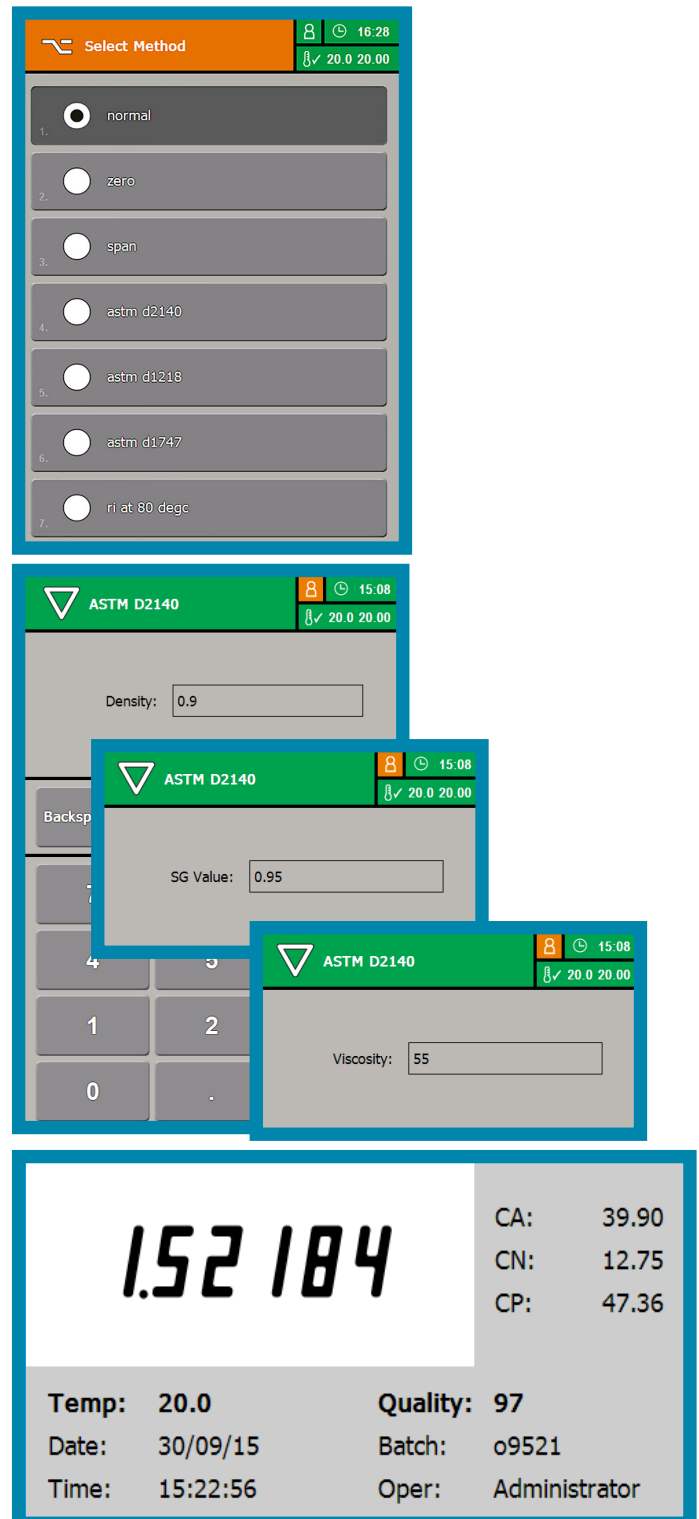 Select Method
16:28
20.0 20.00
1. normal
2. zero
3. span
4. astm d2140
5. astm d1218
6. astm d1747
7. ri at 80 degc
ASTM D2140
15:08
20.0 20.00
Density: 0.9
Backsp
7
4 5
1 2
0 .
ASTM D2140
15:08
20.0 20.00
SG Value: 0.95
ASTM D2140
15:08
20.0 20.00
Viscosity: 55
1.52184
CA: 39.90
CN: 12.75
CP: 47.36
Temp: 20.0 Quality: 97
Date: 30/09/15 Batch: o9521
Time: 15:22:56 Oper: Administrator